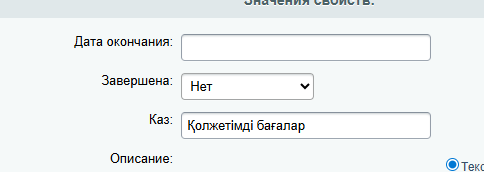 Значения свойств:
Дата окончания:
Завершена: Нет
Каз: Қолжетімді бағалар
Описание: